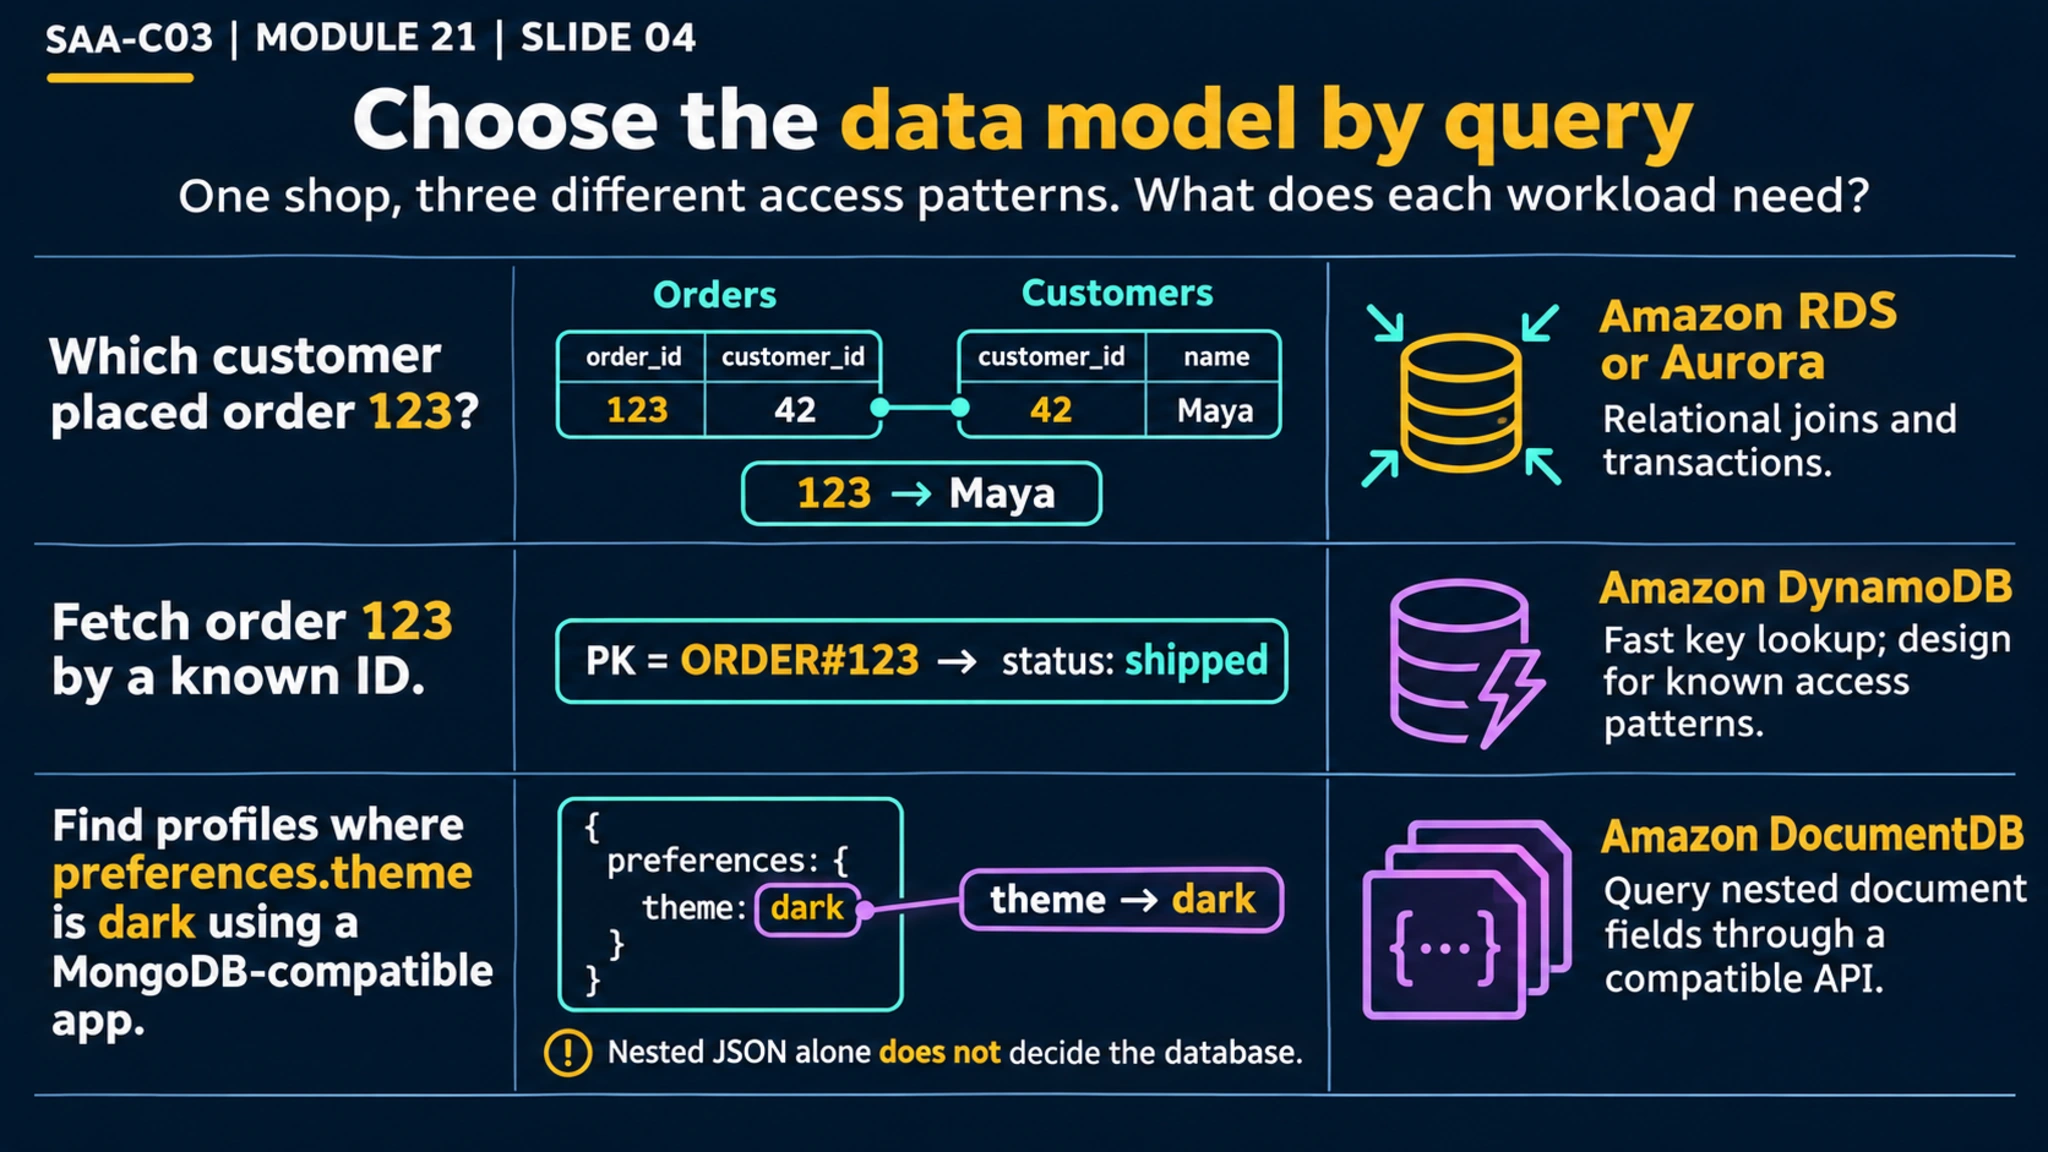 SAA-C03 | MODULE 21 | SLIDE 04
Choose the data model by query
One shop, three different access patterns. What does each workload need?
Which customer
placed order 123?
Orders
order_id customer_id
123 42
Customers
customer_id name
42 Maya
123 → Maya
Amazon RDS
or Aurora
Relational joins and
transactions.
Fetch order 123
by a known ID.
PK = ORDER#123 → status: shipped
Amazon DynamoDB
Fast key lookup; design
for known access
patterns.
Find profiles where
preferences.theme
is dark using a
MongoDB-compatible
app.
{
preferences: {
theme: dark
}
}
theme → dark
! Nested JSON alone does not decide the database.
{...}
Amazon DocumentDB
Query nested document
fields through a
compatible API.